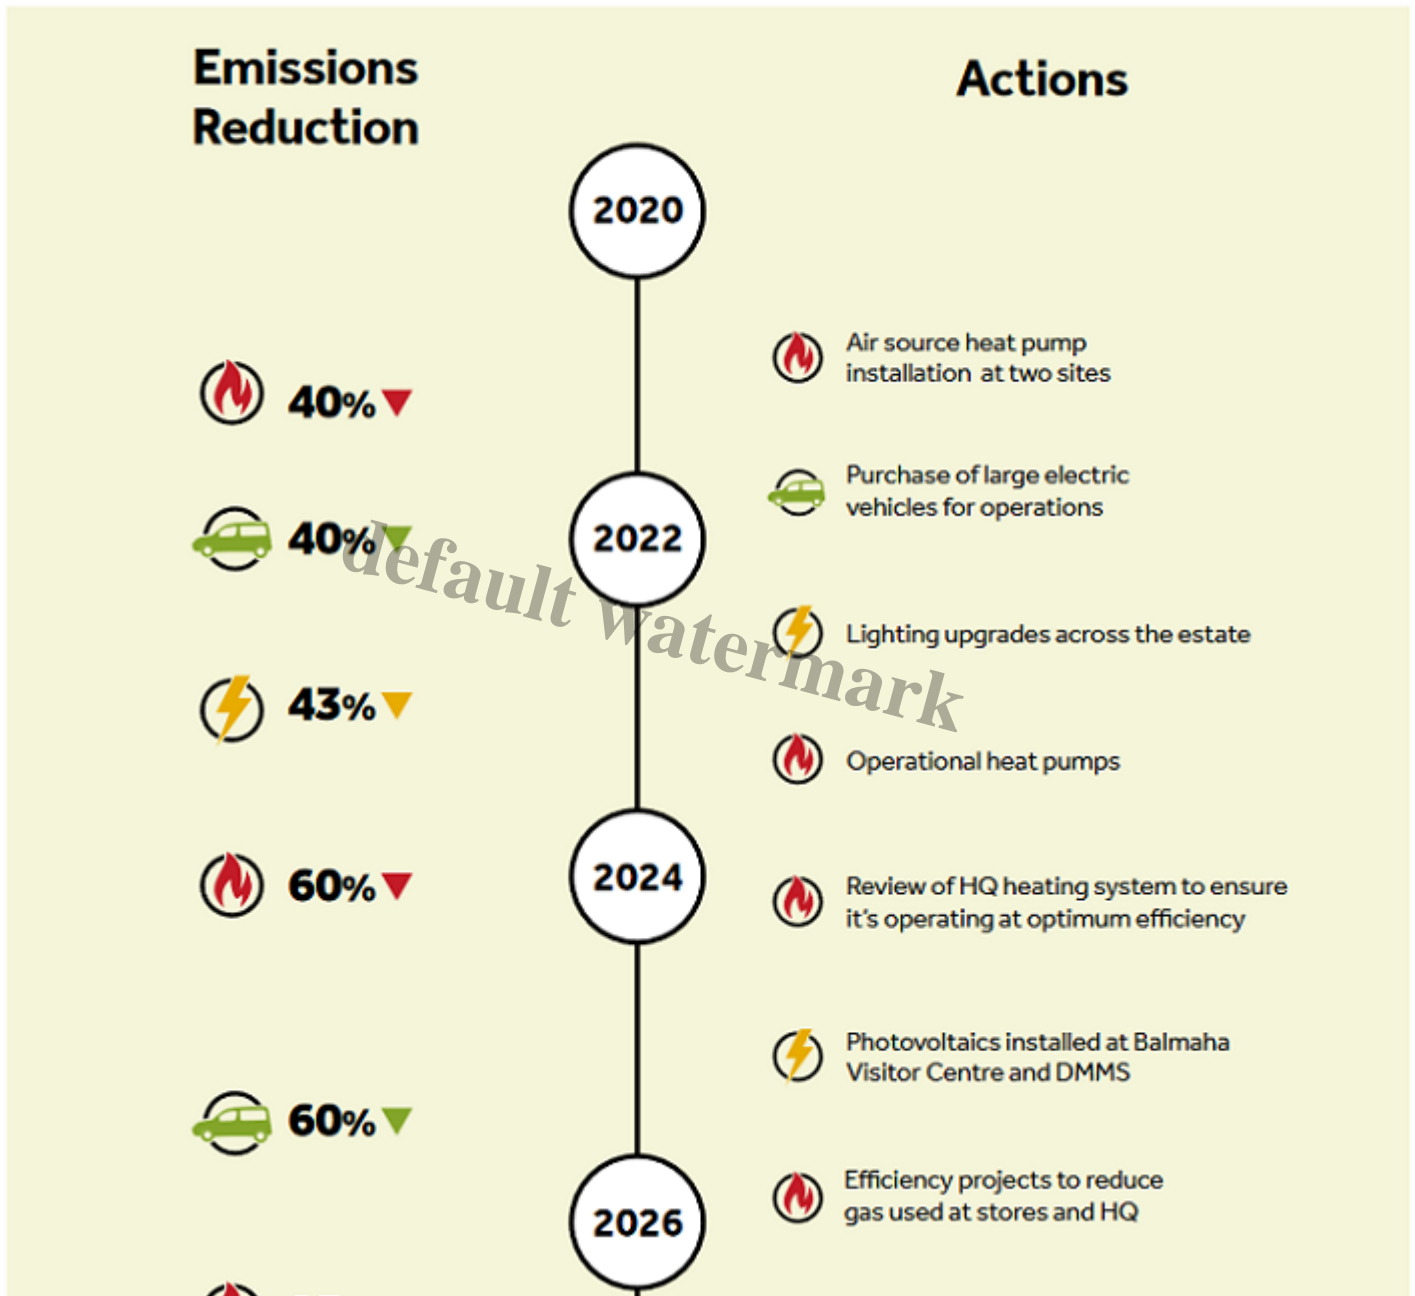 Emissions
Reduction
Actions
2020
Air source heat pump
installation at two sites
40%
Purchase of large electric
vehicles for operations
40%
2022
default watermark
Lighting upgrades across the estate
43%
Operational heat pumps
2024
60%
Review of HQ heating system to ensure
it's operating at optimum efficiency
Photovoltaics installed at Balmaha
Visitor Centre and DMMS
60%
Efficiency projects to reduce
gas used at stores and HQ
2026